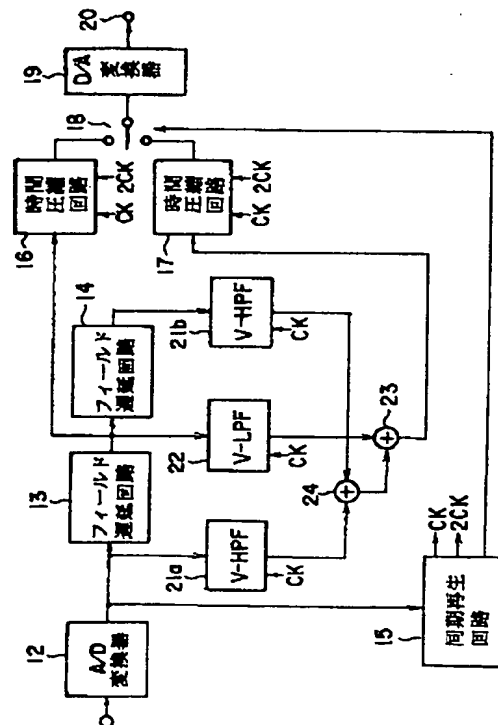 12
A/D
変換器
13
フィールド
遅延回路
14
フィールド
遅延回路
15
同期再生
回路
CK
2CK
16
時間
圧縮
回路
CK
2CK
17
時間
圧縮
回路
CK
2CK
18
19
D/A
変換路
20
21a
V-HPF
CK
22
V-LPF
CK
21b
V-HPF
CK
23
24